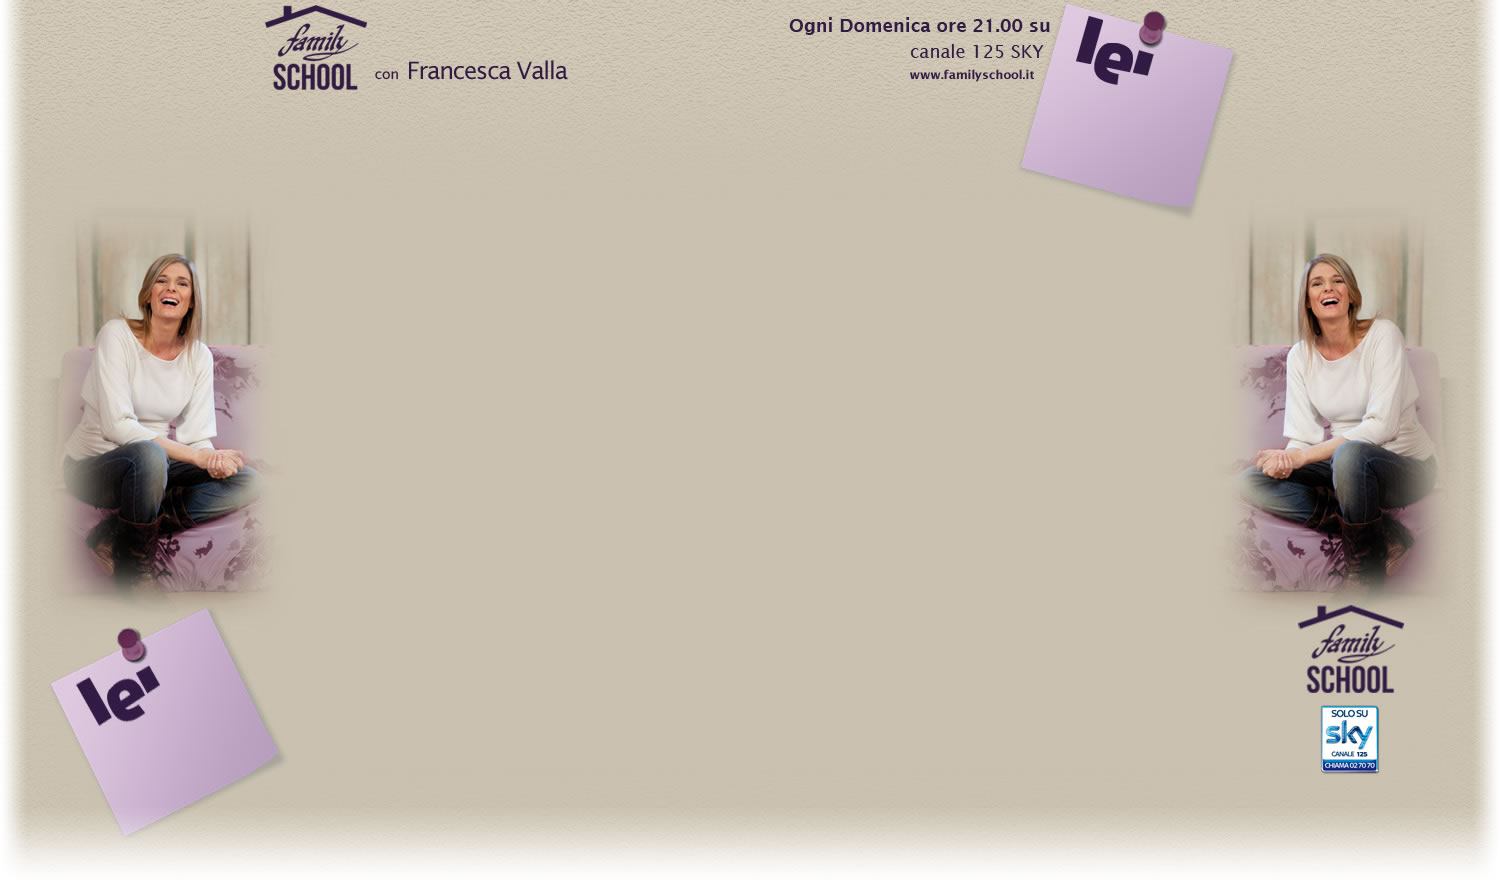 family
SCHOOL
con Francesca Valla
Ogni Domenica ore 21.00 su
canale 125 SKY
www.familyschool.it
lei
lei
family
SCHOOL
SOLO SU
sky
CANALE 125
CHIAMA 02 70 70